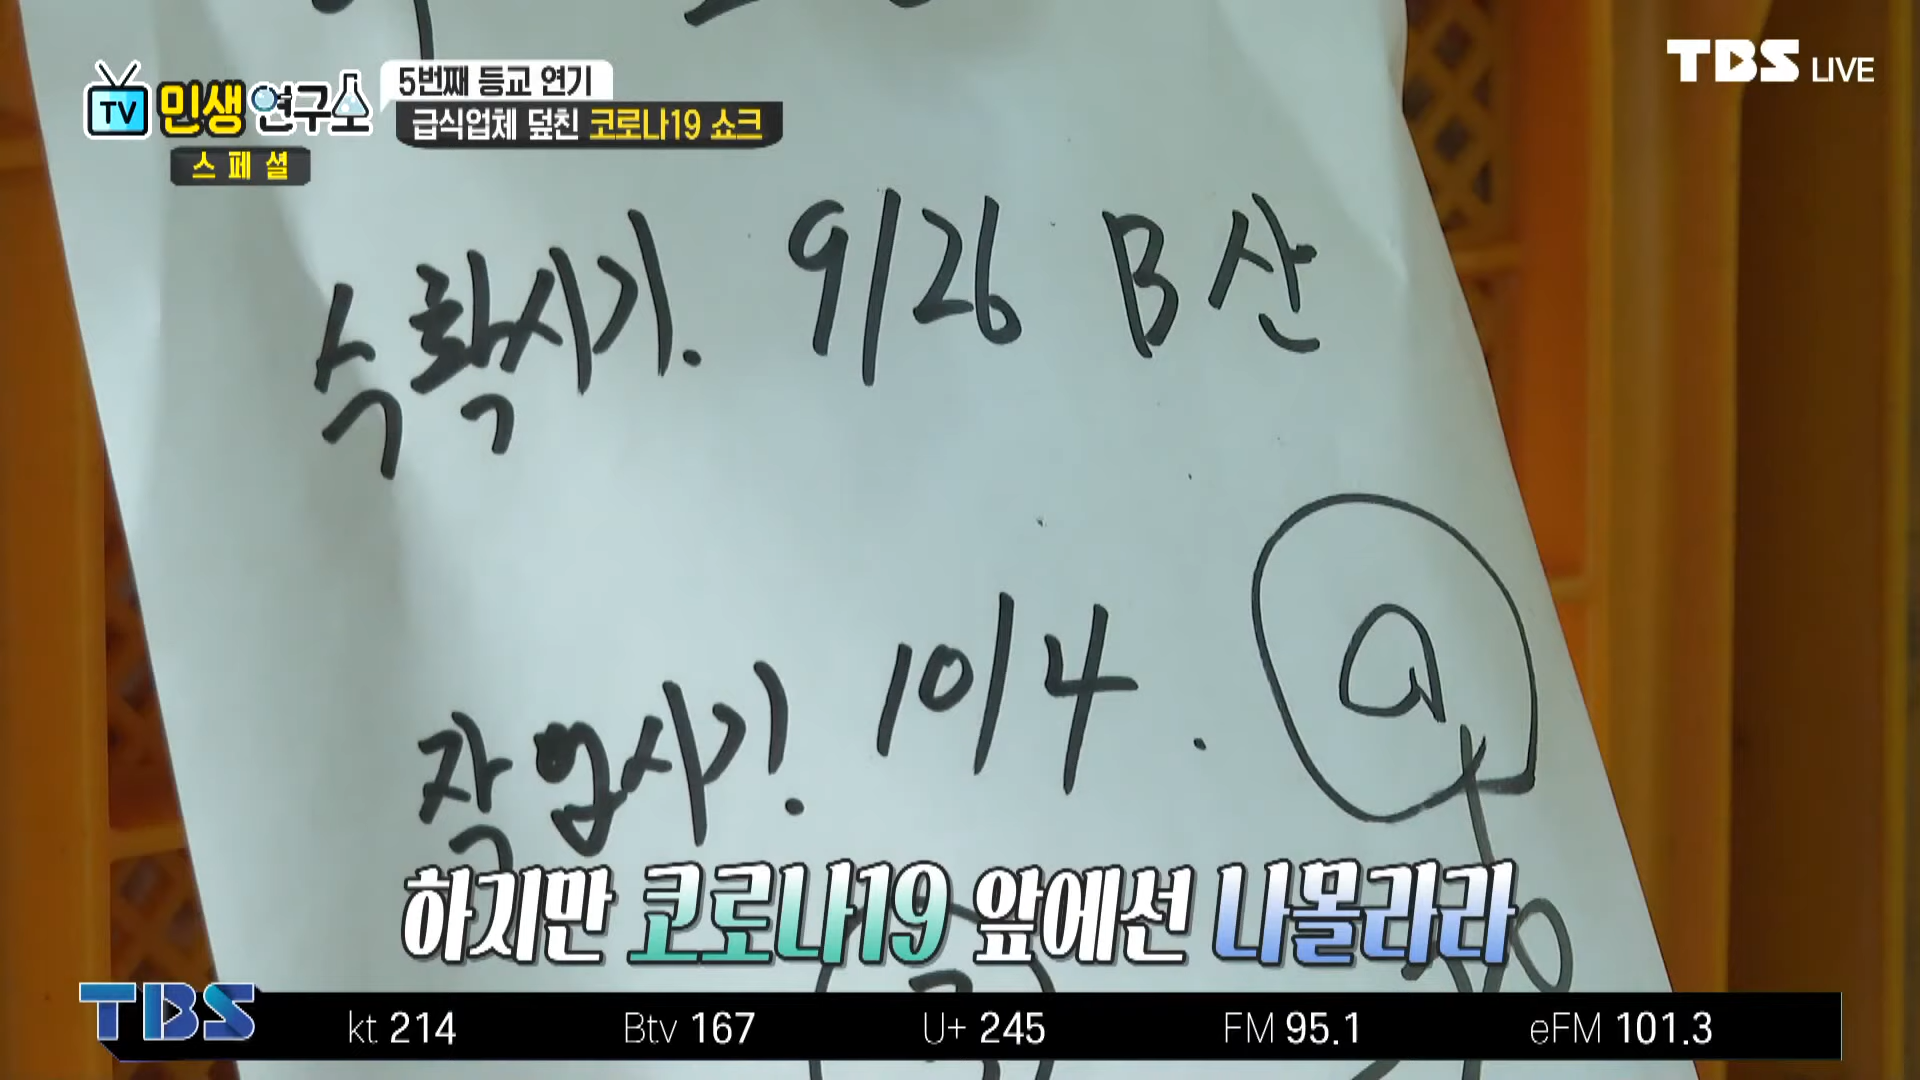 TBS LIVE
TV 민생연구소
스페셜
5번째 등교 연기
급식업체 덮친 코로나19 쇼크
수확시기. 9/26 B산
작업시기. 10/4.
하지만 코로나19 앞에선 나몰라라
TBS kt 214 Btv 167 U+ 245 FM 95.1 eFM 101.3